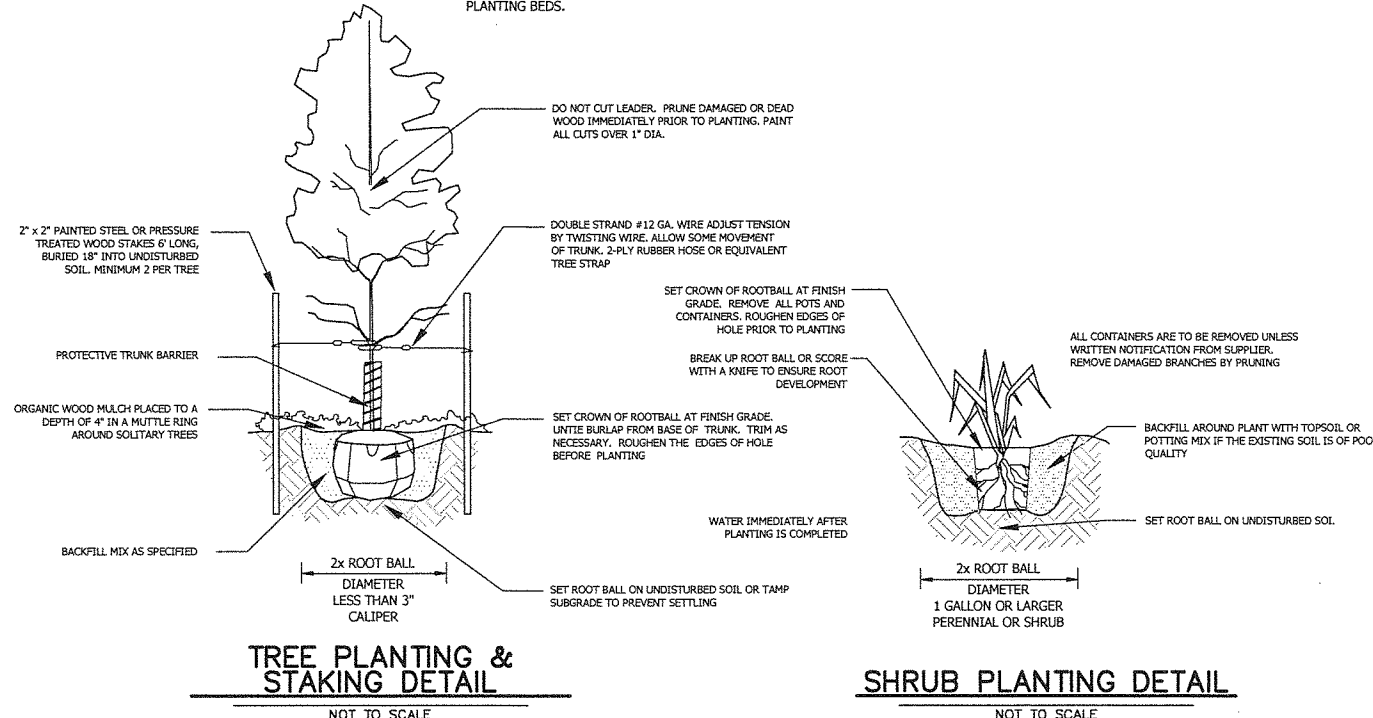 PLANTING BEDS.
DO NOT CUT LEADER. PRUNE DAMAGED OR DEAD
WOOD IMMEDIATELY PRIOR TO PLANTING. PAINT
ALL CUTS OVER 1" DIA.
2" x 2" PAINTED STEEL OR PRESSURE
TREATED WOOD STAKES 6' LONG,
BURIED 18" INTO UNDISTURBED
SOIL. MINIMUM 2 PER TREE
DOUBLE STRAND #12 GA. WIRE ADJUST TENSION
BY TWISTING WIRE. ALLOW SOME MOVEMENT
OF TRUNK. 2-PLY RUBBER HOSE OR EQUIVALENT
TREE STRAP
PROTECTIVE TRUNK BARRIER
ORGANIC WOOD MULCH PLACED TO A
DEPTH OF 4" IN A MUTTLE RING
AROUND SOLITARY TREES
SET CROWN OF ROOTBALL AT FINISH GRADE.
UNTIE BURLAP FROM BASE OF TRUNK. TRIM AS
NECESSARY. ROUGHEN THE EDGES OF HOLE
BEFORE PLANTING
BACKFILL MIX AS SPECIFIED
2x ROOT BALL
DIAMETER
LESS THAN 3"
CALIPER
SET ROOT BALL ON UNDISTURBED SOIL OR TAMP
SUBGRADE TO PREVENT SETTLING
TREE PLANTING &
STAKING DETAIL
NOT TO SCALE
SET CROWN OF ROOTBALL AT FINISH
GRADE. REMOVE ALL POTS AND
CONTAINERS. ROUGHEN EDGES OF
HOLE PRIOR TO PLANTING
BREAK UP ROOT BALL OR SCORE
WITH A KNIFE TO ENSURE ROOT
DEVELOPMENT
ALL CONTAINERS ARE TO BE REMOVED UNLESS
WRITTEN NOTIFICATION FROM SUPPLIER.
REMOVE DAMAGED BRANCHES BY PRUNING
BACKFILL AROUND PLANT WITH TOPSOIL OR
POTTING MIX IF THE EXISTING SOIL IS OF POO
QUALITY
WATER IMMEDIATELY AFTER
PLANTING IS COMPLETED
SET ROOT BALL ON UNDISTURBED SOI.
2x ROOT BALL
DIAMETER
1 GALLON OR LARGER
PERENNIAL OR SHRUB
SHRUB PLANTING DETAIL
NOT TO SCALE